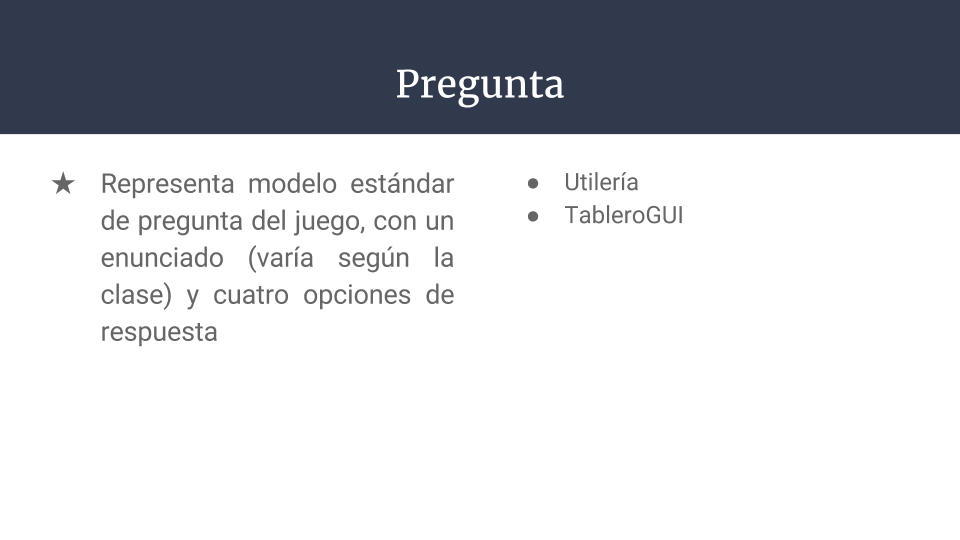 Pregunta
★ Representa modelo estándar
de pregunta del juego, con un
enunciado (varía según la
clase) y cuatro opciones de
respuesta
● Utilería
● TableroGUI